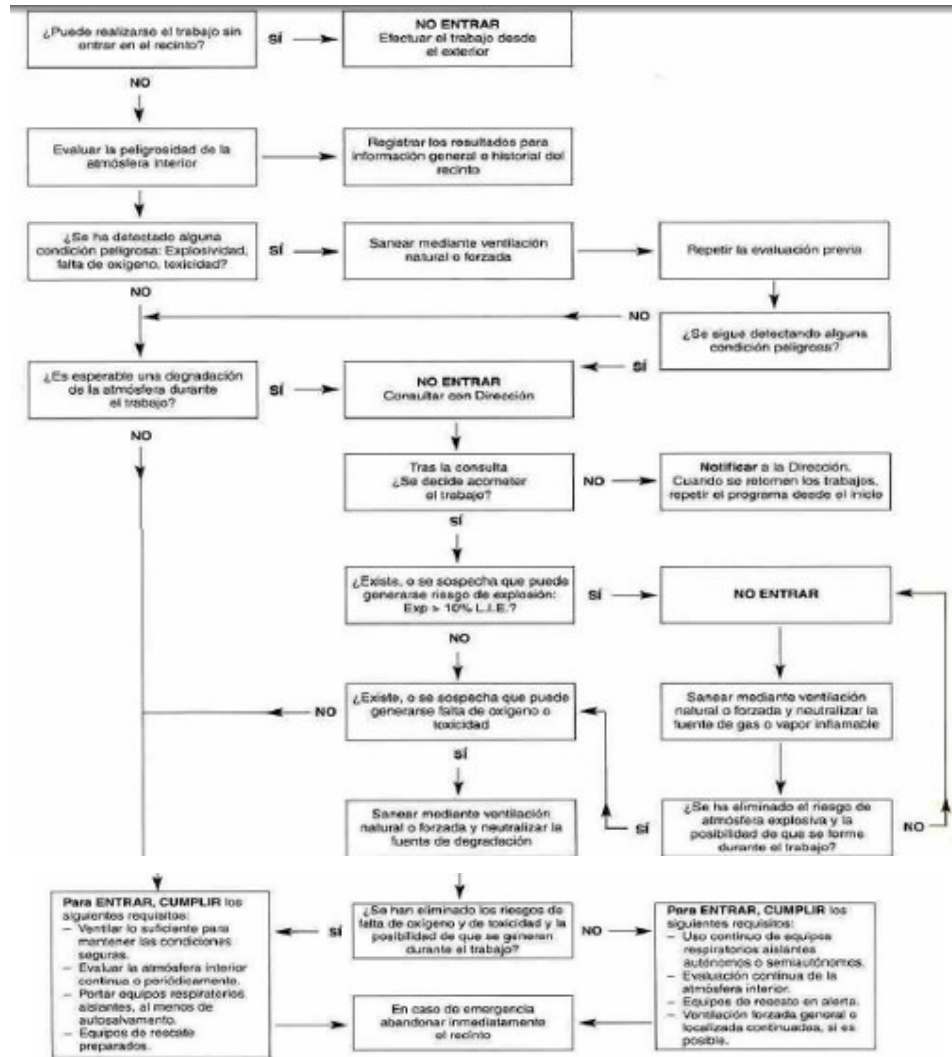 ¿Puede realizarse el trabajo sin
entrar en el recinto?
SÍ
NO ENTRAR
Efectuar el trabajo desde
el exterior
NO
Evaluar la peligrosidad de la
atmósfera interior
Registrar los resultados para
información general o historial del
recinto
¿Se ha detectado alguna
condición peligrosa: Explosividad,
falta de oxígeno, toxicidad?
SÍ
Sanear mediante ventilación
natural o forzada
Repetir la evaluación previa
NO
NO
¿Se sigue detectando alguna
condición peligrosa?
SÍ
¿Es esperable una degradación
de la atmósfera durante
el trabajo?
SÍ
NO ENTRAR
Consultar con Dirección
NO
Tras la consulta
¿Se decide acometer
el trabajo?
NO
Notificar a la Dirección.
Cuando se retomen los trabajos,
repetir el programa desde el inicio
SÍ
¿Existe, o se sospecha que puede
generarse riesgo de explosión:
Exp > 10% L.I.E.?
SÍ
NO ENTRAR
NO
¿Existe, o se sospecha que puede
generarse falta de oxígeno o
toxicidad
NO
Sanear mediante ventilación
natural o forzada y neutralizar la
fuente de gas o vapor inflamable
SÍ
Sanear mediante ventilación
natural o forzada y neutralizar la
fuente de degradación
SÍ
¿Se ha eliminado el riesgo de
atmósfera explosiva y la
posibilidad de que se forme
durante el trabajo?
NO
Para ENTRAR, CUMPLIR los
siguientes requisitos:
– Ventilar lo suficiente para
mantener las condiciones
seguras.
– Evaluar la atmósfera interior
continua o periódicamente.
– Portar equipos respiratorios
aislantes, al menos de
autosalvamento.
– Equipos de rescate
preparados.
SÍ
¿Se han eliminado los riesgos de
falta de oxígeno y de toxicidad y
la posibilidad de que se generan
durante el trabajo?
NO
Para ENTRAR, CUMPLIR los
siguientes requisitos:
– Uso continuo de equipos
respiratorios aislantes
autónomos o semiautónomos.
– Evaluación continua de la
atmósfera interior.
– Equipos de rescate en alerta.
– Ventilación forzada general o
localizada continuadas, si es
posible.
En caso de emergencia
abandonar inmediatamente
el recinto